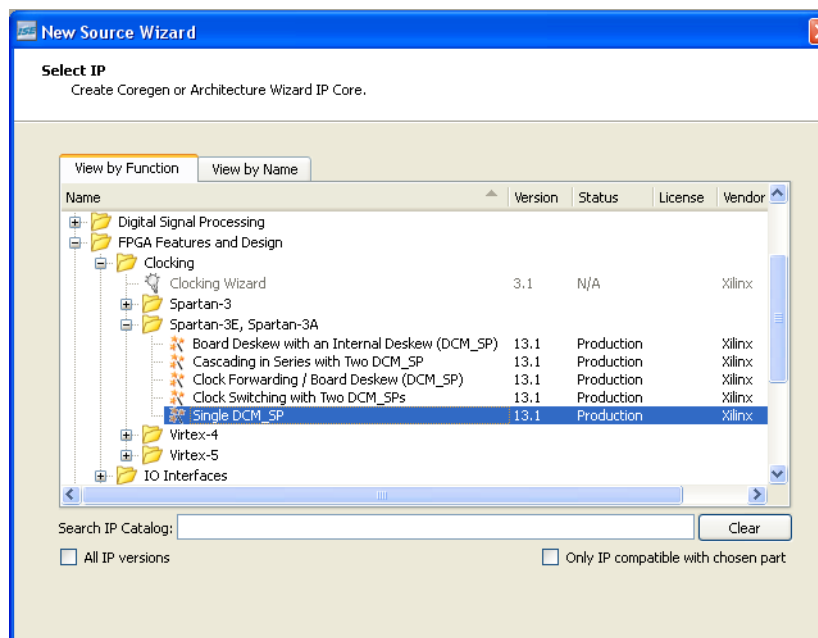 ISE New Source Wizard
Select IP
Create Coregen or Architecture Wizard IP Core.
View by Function View by Name
Name Version Status License Vendor
Digital Signal Processing
FPGA Features and Design
Clocking
Clocking Wizard 3.1 N/A Xilinx
Spartan-3
Spartan-3E, Spartan-3A
Board Deskew with an Internal Deskew (DCM_SP) 13.1 Production Xilinx
Cascading in Series with Two DCM_SP 13.1 Production Xilinx
Clock Forwarding / Board Deskew (DCM_SP) 13.1 Production Xilinx
Clock Switching with Two DCM_SPs 13.1 Production Xilinx
Single DCM_SP 13.1 Production Xilinx
Virtex-4
Virtex-5
IO Interfaces
Search IP Catalog: Clear
All IP versions Only IP compatible with chosen part